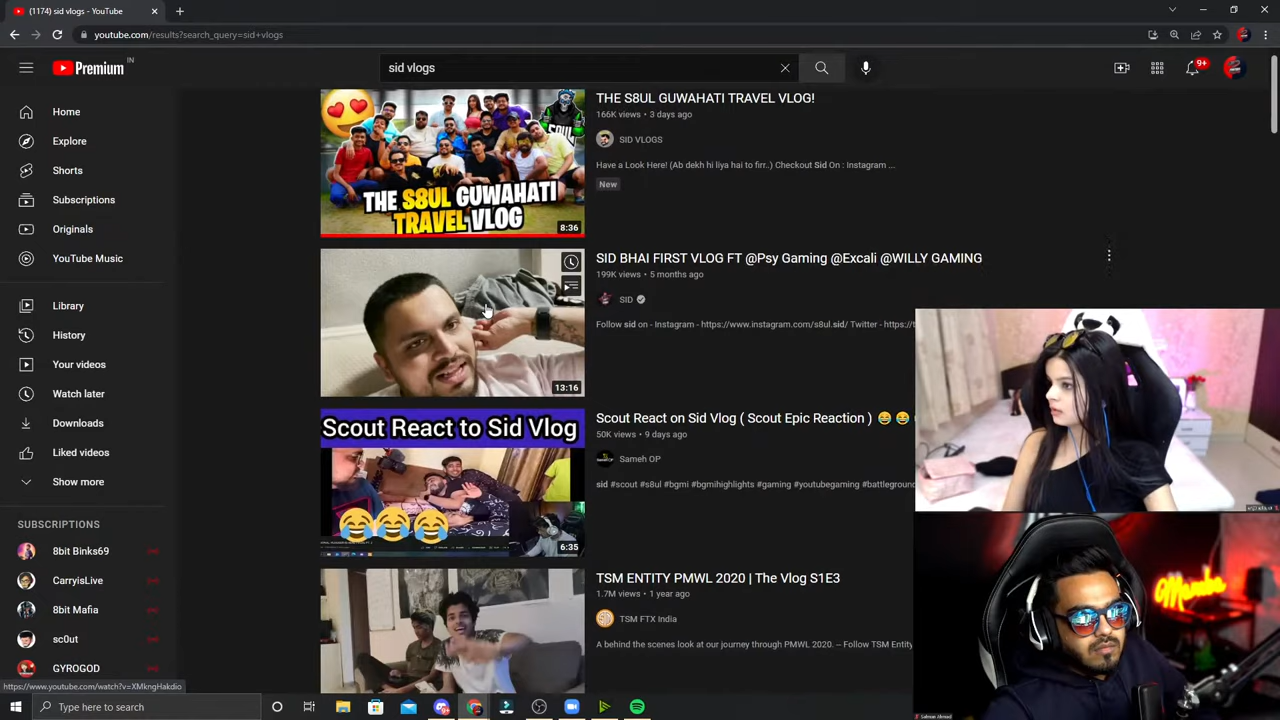 (1174) sid vlogs - YouTube
youtube.com/results?search_query=sid+vlogs
Premium IN
sid vlogs
9+
Home
Explore
Shorts
Subscriptions
Originals
YouTube Music
Library
History
Your videos
Watch later
Downloads
Liked videos
Show more
SUBSCRIPTIONS
8bit Binks69
CarryisLive
8bit Mafia
sc0ut
GYROGOD
SOUL
THE S8UL GUWAHATI
TRAVEL VLOG
8:36
THE S8UL GUWAHATI TRAVEL VLOG!
166K views • 3 days ago
SID VLOGS
Have a Look Here! (Ab dekh hi liya hai to firr..) Checkout Sid On : Instagram ...
New
13:16
SID BHAI FIRST VLOG FT @Psy Gaming @Excali @WILLY GAMING
199K views • 5 months ago
SID
Follow sid on - Instagram - https://www.instagram.com/s8ul.sid/ Twitter - https://t
Scout React to Sid Vlog
6:35
Scout React on Sid Vlog ( Scout Epic Reaction ) 😂 😂
50K views • 9 days ago
Sameh OP
sid #scout #s8ul #bgmi #bgmihighlights #gaming #youtubegaming #battleground
TSM ENTITY PMWL 2020 | The Vlog S1E3
1.7M views • 1 year ago
TSM FTX India
A behind the scenes look at our journey through PMWL 2020. -- Follow TSM Entity
Mamba
Salman Ahmad
https://www.youtube.com/watch?v=XMkngHakdio
Type here to search